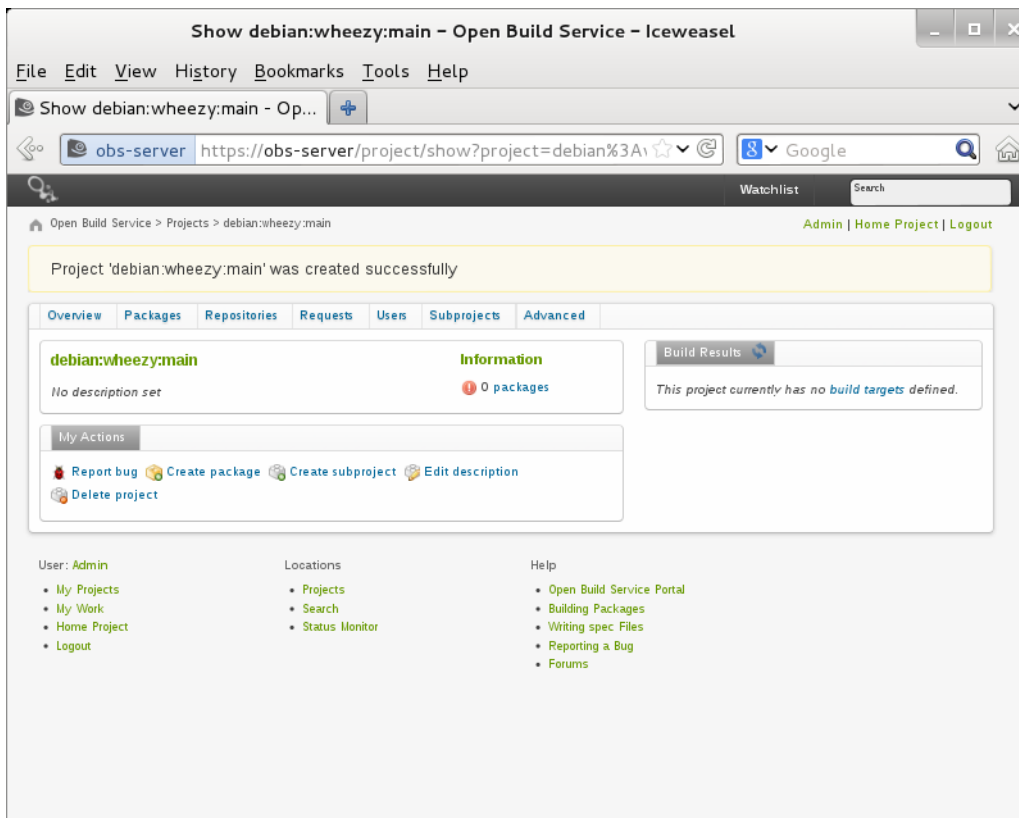 Show debian:wheezy:main – Open Build Service – Iceweasel
File Edit View History Bookmarks Tools Help
Show debian:wheezy:main - Op...
obs-server https://obs-server/project/show?project=debian%3A Google
Watchlist Search
Open Build Service > Projects > debian:wheezy:main
Admin | Home Project | Logout
Project 'debian:wheezy:main' was created successfully
Overview Packages Repositories Requests Users Subprojects Advanced
debian:wheezy:main
No description set
Information
0 packages
Build Results
This project currently has no build targets defined.
My Actions
Report bug Create package Create subproject Edit description
Delete project
User: Admin
My Projects
My Work
Home Project
Logout
Locations
Projects
Search
Status Monitor
Help
Open Build Service Portal
Building Packages
Writing spec Files
Reporting a Bug
Forums